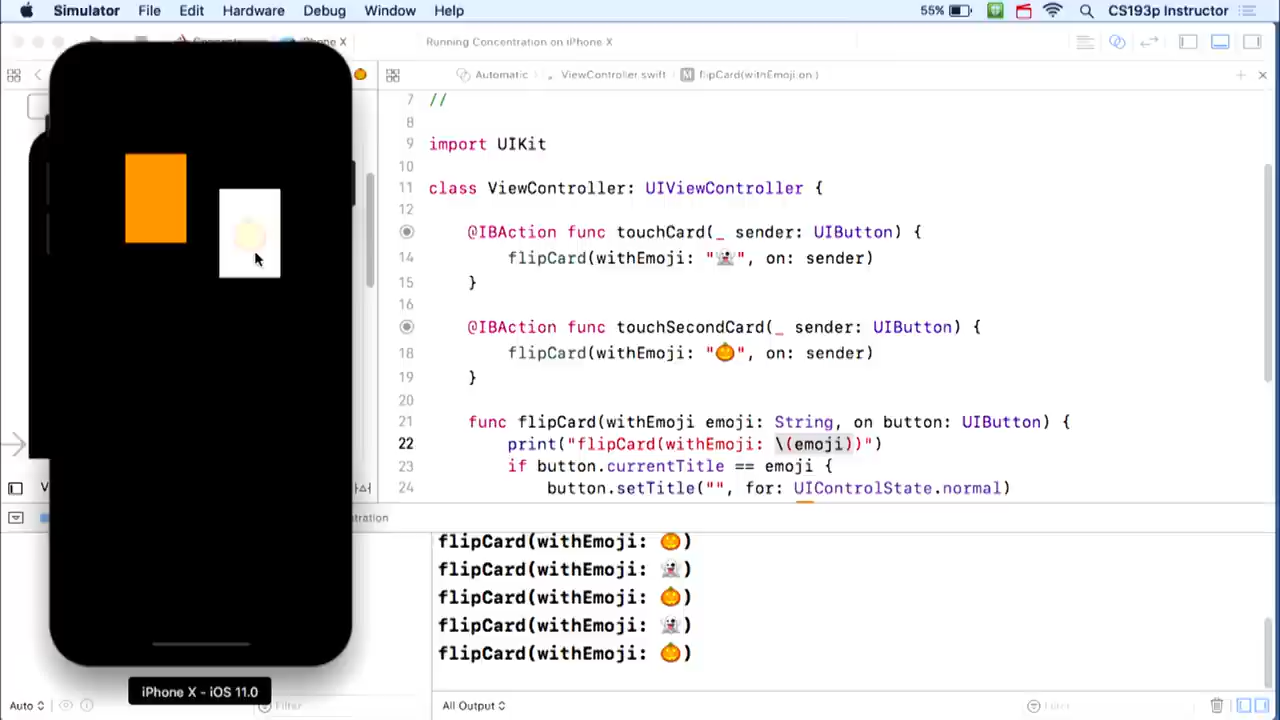 Simulator File Edit Hardware Debug Window Help 55% CS193p Instructor
iPhone X Running Concentration on iPhone X
Automatic ViewController.swift M flipCard(withEmoji:on:)
7 //
8
9 import UIKit
10
11 class ViewController: UIViewController {
12
@IBAction func touchCard(_ sender: UIButton) {
14 flipCard(withEmoji: "👻", on: sender)
15 }
16
@IBAction func touchSecondCard(_ sender: UIButton) {
18 flipCard(withEmoji: "🎃", on: sender)
19 }
20
21 func flipCard(withEmoji emoji: String, on button: UIButton) {
22 print("flipCard(withEmoji: \(emoji))")
23 if button.currentTitle == emoji {
24 button.setTitle("", for: UIControlState.normal)
flipCard(withEmoji: 🎃)
flipCard(withEmoji: 👻)
flipCard(withEmoji: 🎃)
flipCard(withEmoji: 👻)
flipCard(withEmoji: 🎃)
iPhone X - iOS 11.0
Auto Filter All Output Filter